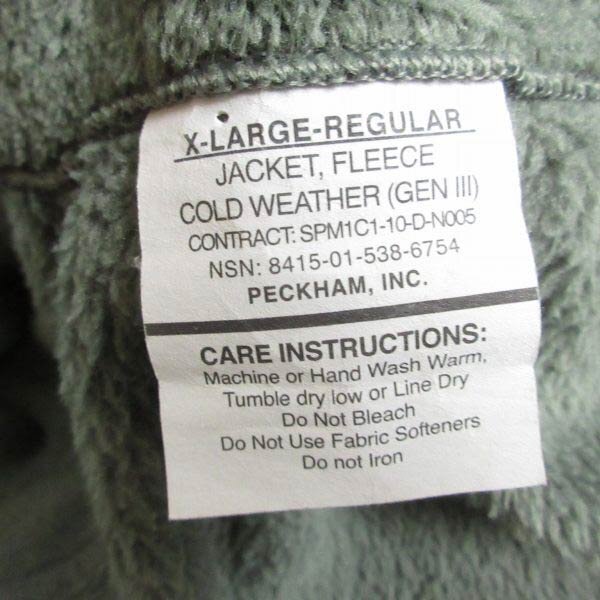 X-LARGE-REGULAR
JACKET, FLEECE
COLD WEATHER (GEN III)
CONTRACT: SPM1C1-10-D-N005
NSN: 8415-01-538-6754
PECKHAM, INC.
CARE INSTRUCTIONS:
Machine or Hand Wash Warm,
Tumble dry low or Line Dry
Do Not Bleach
Do Not Use Fabric Softeners
Do not Iron